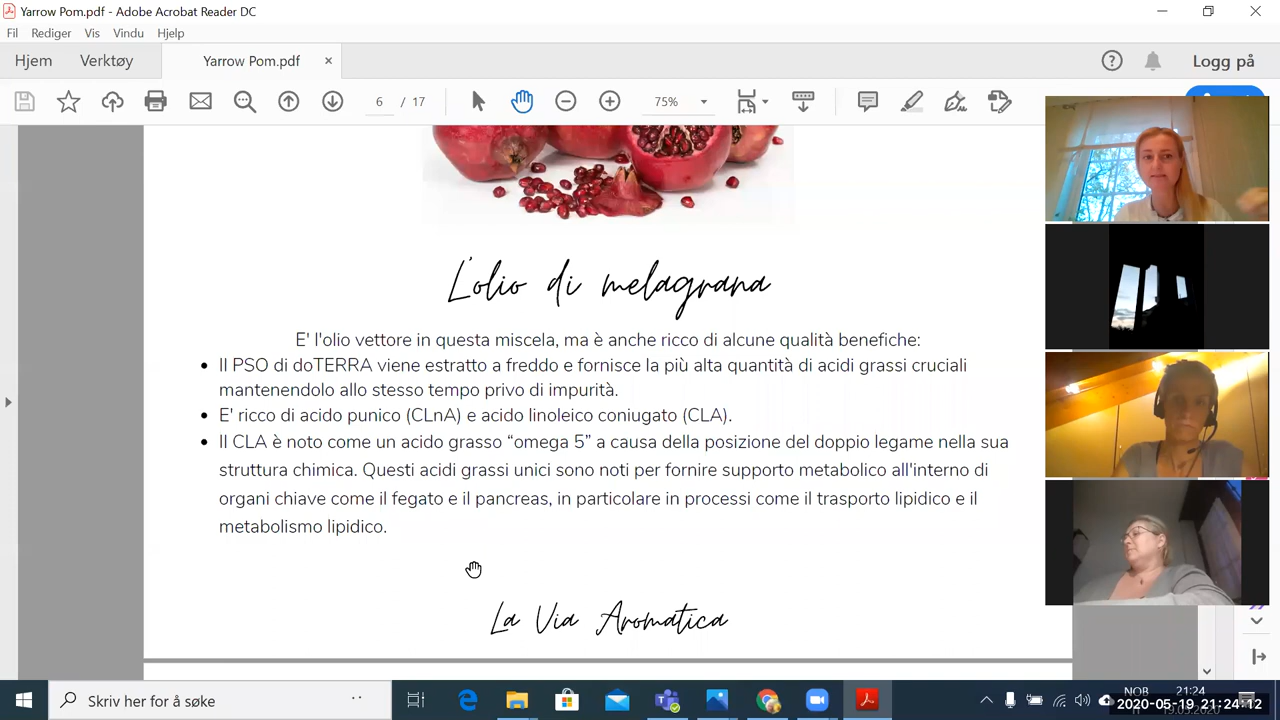 Yarrow Pom.pdf - Adobe Acrobat Reader DC
Fil Rediger Vis Vindu Hjelp
Hjem Verktøy Yarrow Pom.pdf × Logg på
6 / 17 75%
L'olio di melagrana
E' l'olio vettore in questa miscela, ma è anche ricco di alcune qualità benefiche:
• Il PSO di doTERRA viene estratto a freddo e fornisce la più alta quantità di acidi grassi cruciali
mantenendolo allo stesso tempo privo di impurità.
• E' ricco di acido punico (CLnA) e acido linoleico coniugato (CLA).
• Il CLA è noto come un acido grasso “omega 5” a causa della posizione del doppio legame nella sua
struttura chimica. Questi acidi grassi unici sono noti per fornire supporto metabolico all'interno di
organi chiave come il fegato e il pancreas, in particolare in processi come il trasporto lipidico e il
metabolismo lipidico.
La Via Aromatica
Skriv her for å søke
NOB 21:24
2020-05-19 21:24:12